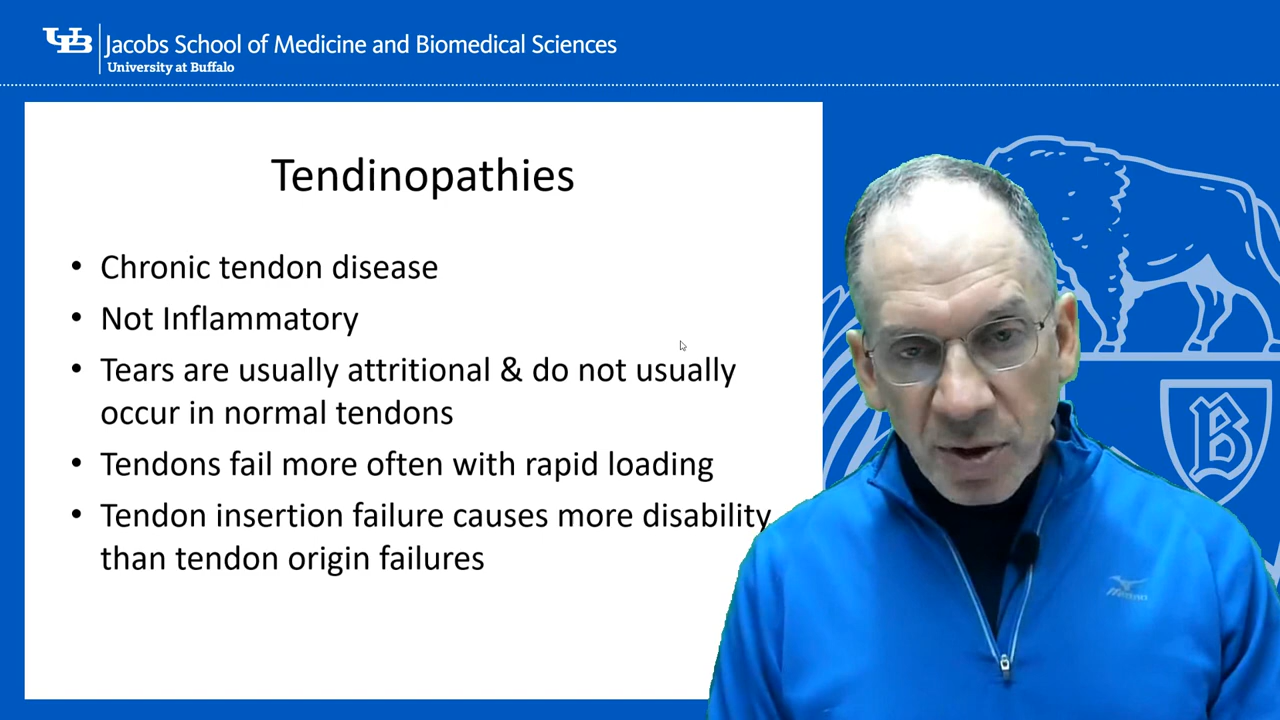 UB Jacobs School of Medicine and Biomedical Sciences
University at Buffalo
Tendinopathies
• Chronic tendon disease
• Not Inflammatory
• Tears are usually attritional & do not usually
occur in normal tendons
• Tendons fail more often with rapid loading
• Tendon insertion failure causes more disability
than tendon origin failures
B